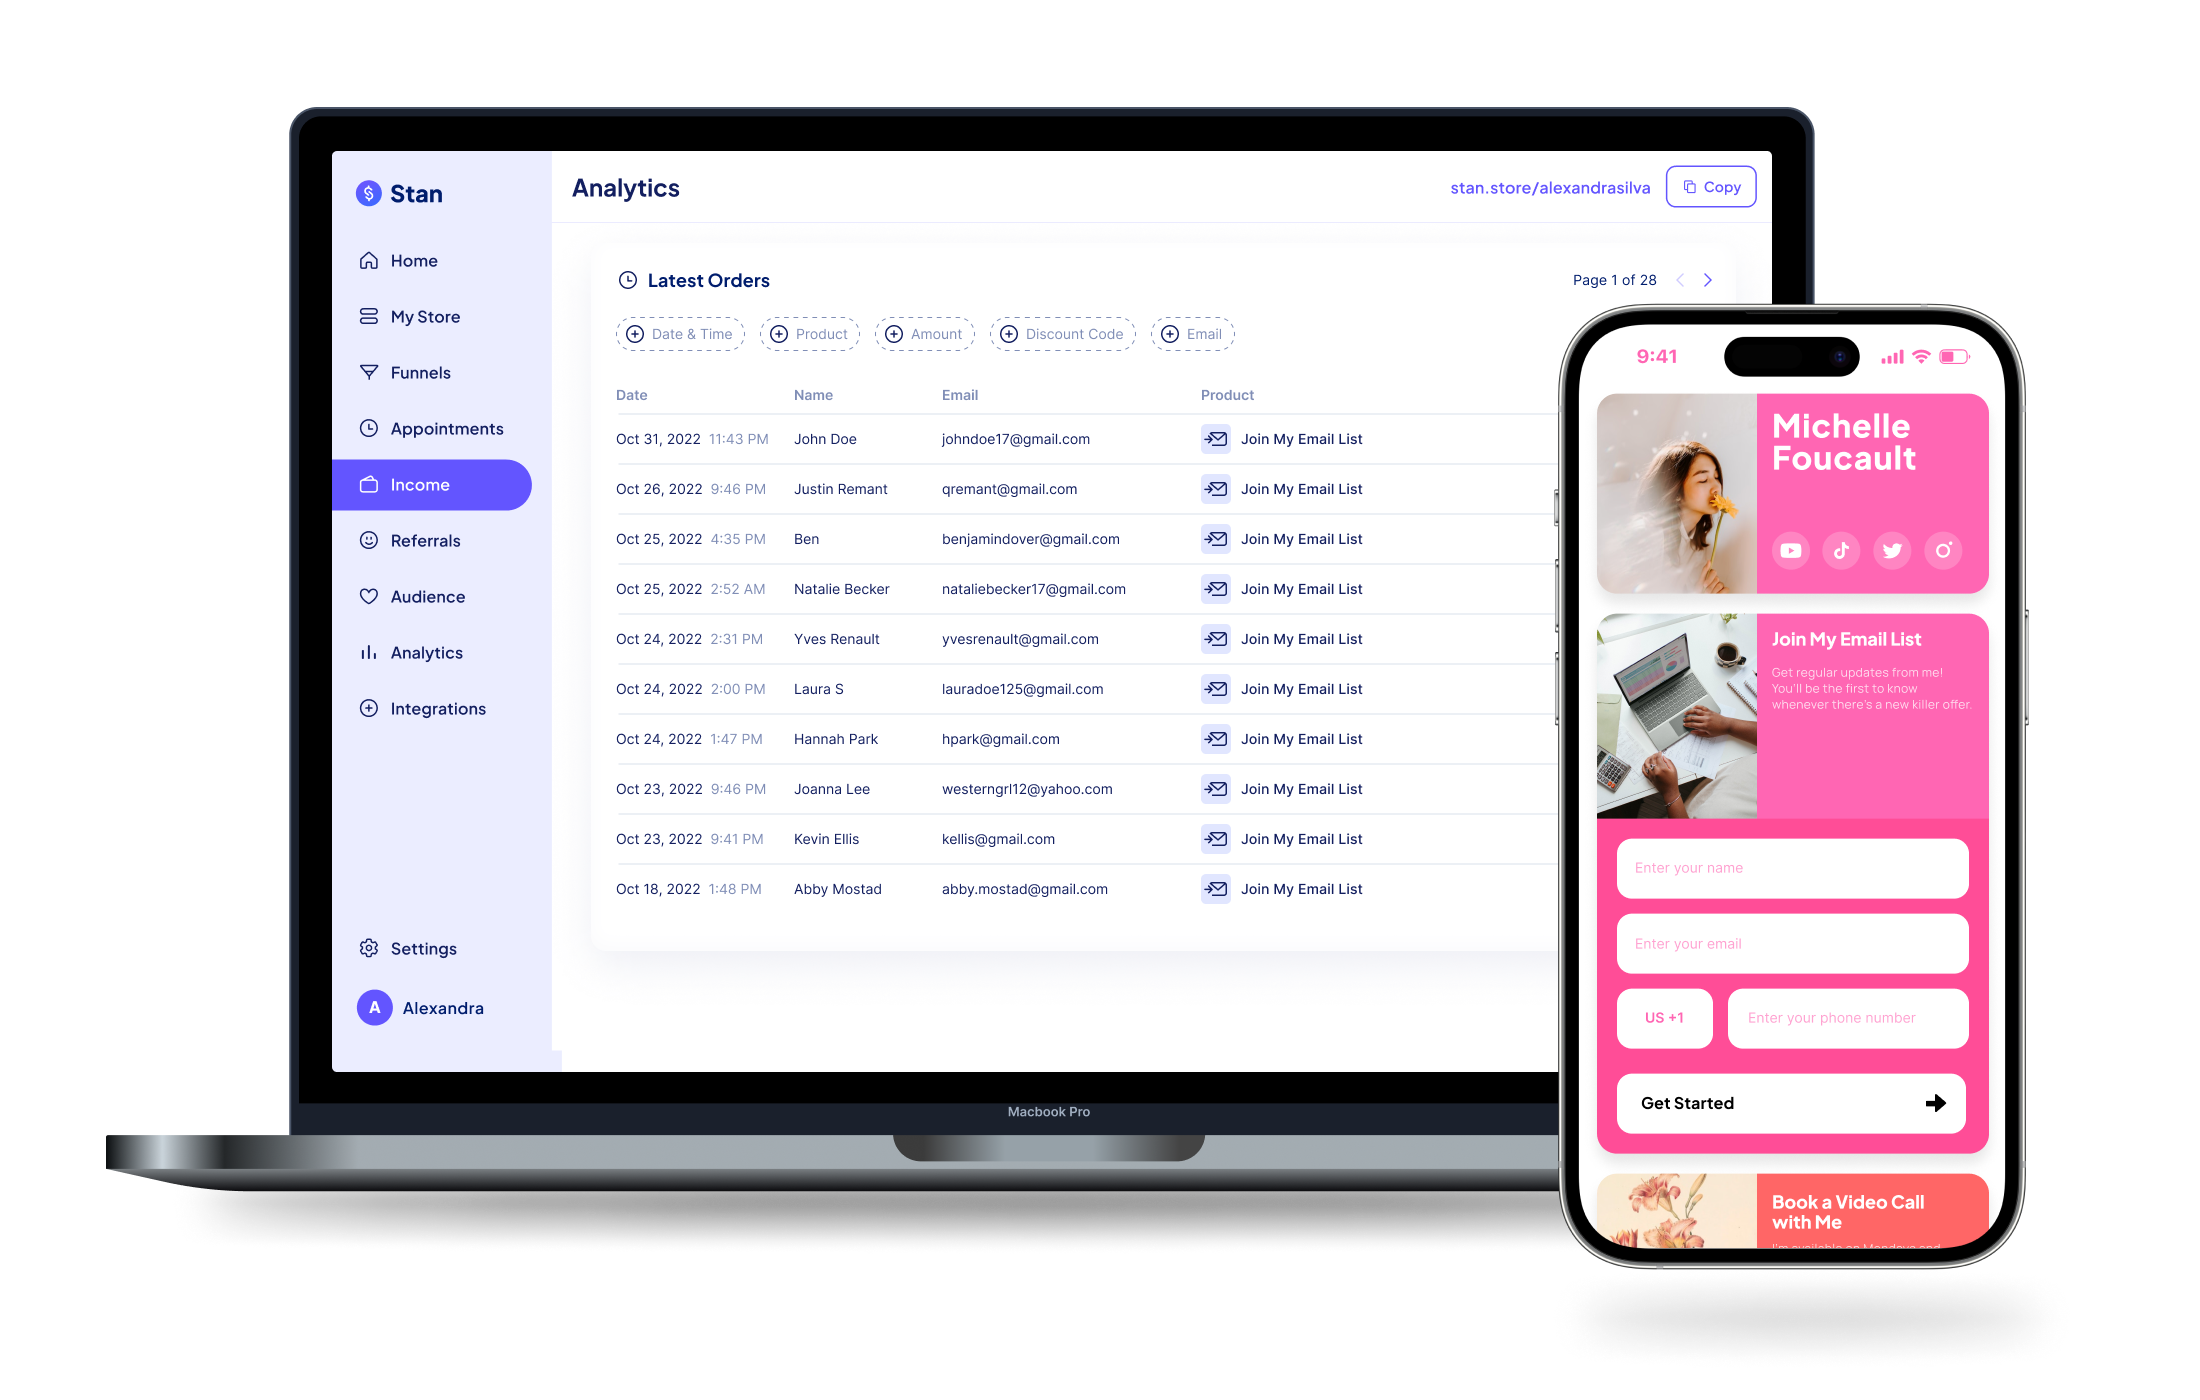 Stan
Home
My Store
Funnels
Appointments
Income
Referrals
Audience
Analytics
Integrations
Settings
A Alexandra
Analytics
stan.store/alexandrasilva Copy
Latest Orders
Page 1 of 28
Date & Time Product Amount Discount Code Email
Date Name Email Product
Oct 31, 2022 11:43 PM John Doe johndoe17@gmail.com Join My Email List
Oct 26, 2022 9:46 PM Justin Remant qremant@gmail.com Join My Email List
Oct 25, 2022 4:35 PM Ben benjamindover@gmail.com Join My Email List
Oct 25, 2022 2:52 AM Natalie Becker nataliebecker17@gmail.com Join My Email List
Oct 24, 2022 2:31 PM Yves Renault yvesrenault@gmail.com Join My Email List
Oct 24, 2022 2:00 PM Laura S lauradoe125@gmail.com Join My Email List
Oct 24, 2022 1:47 PM Hannah Park hpark@gmail.com Join My Email List
Oct 23, 2022 9:46 PM Joanna Lee westerngrl12@yahoo.com Join My Email List
Oct 23, 2022 9:41 PM Kevin Ellis kellis@gmail.com Join My Email List
Oct 18, 2022 1:48 PM Abby Mostad abby.mostad@gmail.com Join My Email List
Macbook Pro
9:41
Michelle
Foucault
Join My Email List
Get regular updates from me!
You'll be the first to know
whenever there's a new killer offer.
Enter your name
Enter your email
US +1 Enter your phone number
Get Started
Book a Video Call
with Me
I'm available on Mondays and